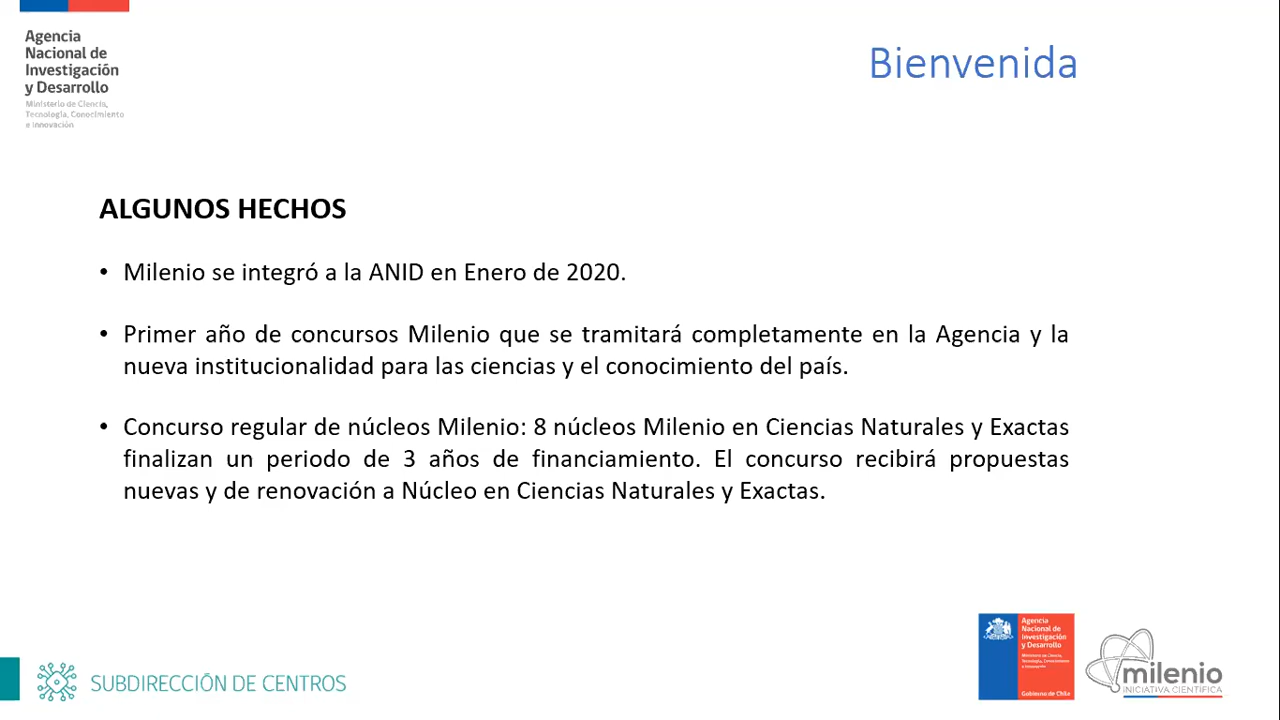 Agencia
Nacional de
Investigación
y Desarrollo
Ministerio de Ciencia,
Tecnología, Conocimiento
e Innovación
Bienvenida
ALGUNOS HECHOS
• Milenio se integró a la ANID en Enero de 2020.
• Primer año de concursos Milenio que se tramitará completamente en la Agencia y la
nueva institucionalidad para las ciencias y el conocimiento del país.
• Concurso regular de núcleos Milenio: 8 núcleos Milenio en Ciencias Naturales y Exactas
finalizan un periodo de 3 años de financiamiento. El concurso recibirá propuestas
nuevas y de renovación a Núcleo en Ciencias Naturales y Exactas.
SUBDIRECCIÓN DE CENTROS
Agencia
Nacional de
Investigación
y Desarrollo
Ministerio de Ciencia,
Tecnología, Conocimiento
e Innovación
Gobierno de Chile
milenio
INICIATIVA CIENTÍFICA